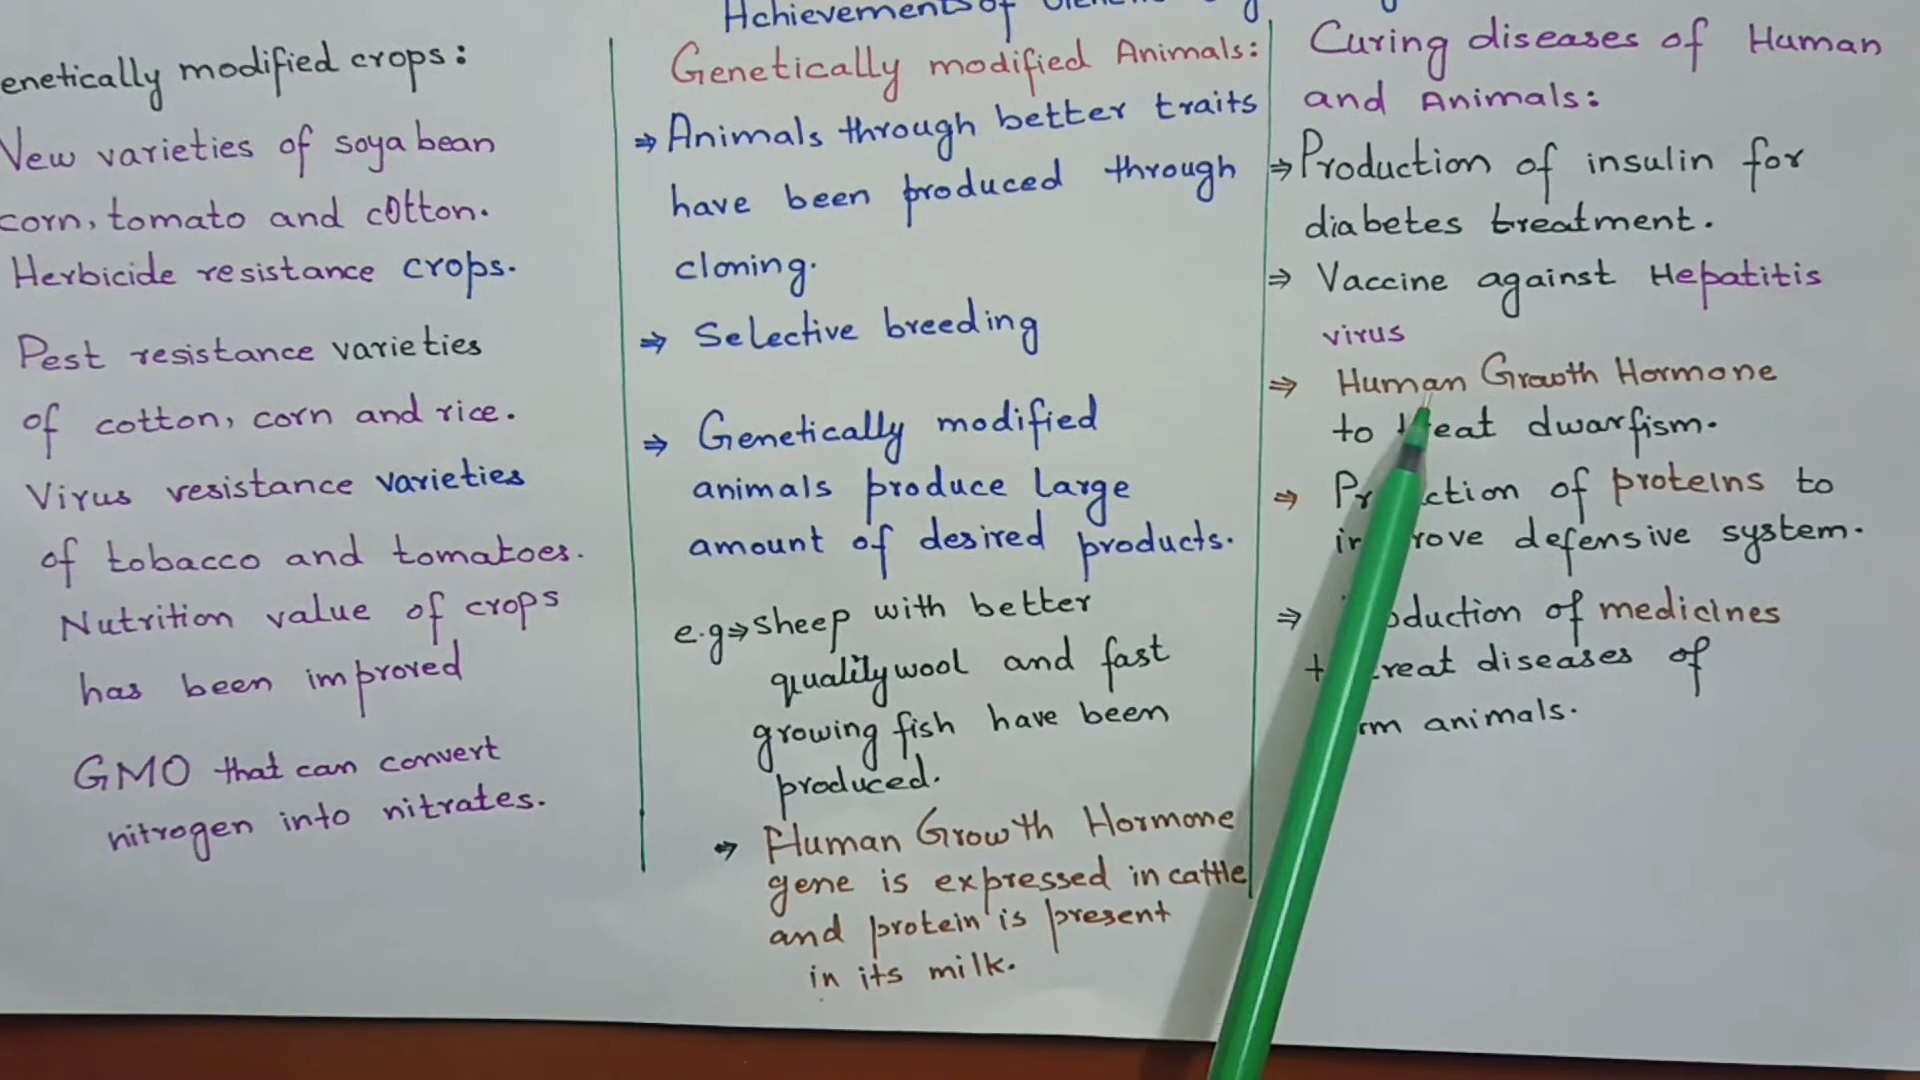 Achievements of
enetically modified crops:
New varieties of soyabean
corn, tomato and cotton.
Herbicide resistance crops.
Pest resistance varieties
of cotton, corn and rice.
Virus resistance varieties
of tobacco and tomatoes.
Nutrition value of crops
has been improved
GMO that can convert
nitrogen into nitrates.
Genetically modified Animals:
⇒ Animals through better traits
have been produced through
cloning.
⇒ Selective breeding
⇒ Genetically modified
animals produce large
amount of desired products.
e.g⇒ sheep with better
quality wool and fast
growing fish have been
produced.
⇒ Human Growth Hormone
gene is expressed in cattle
and protein is present
in its milk.
Curing diseases of Human
and Animals:
⇒ Production of insulin for
diabetes treatment.
⇒ Vaccine against Hepatitis
virus
⇒ Human Growth Hormone
to treat dwarfism.
⇒ Pr ction of proteins to
im rove defensive system.
⇒ oduction of medicines
t reat diseases of
rm animals.